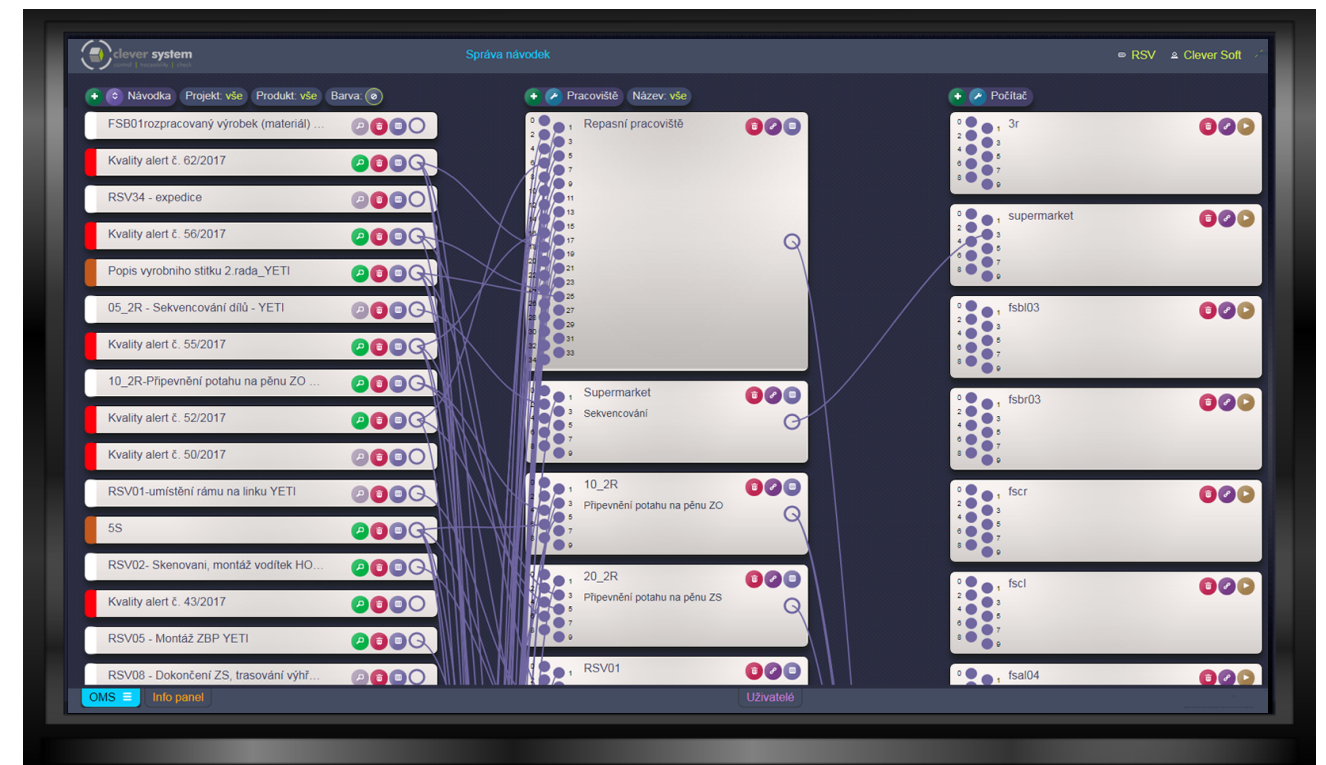 clever system
Správa návodek
RSV
Clever Soft
Návodka
Projekt: vše
Produkt: vše
Barva:
Pracoviště
Název: vše
Počítač
FSB01rozpracovaný výrobek (materiál) ...
Kvality alert č. 62/2017
RSV34 - expedice
Kvality alert č. 56/2017
Popis vyrobniho stitku 2.rada_YETI
05_2R - Sekvencování dílů - YETI
Kvality alert č. 55/2017
10_2R-Připevnění potahu na pěnu ZO ...
Kvality alert č. 52/2017
Kvality alert č. 50/2017
RSV01-umístění rámu na linku YETI
5S
RSV02- Skenovani, montáž vodítek HO...
Kvality alert č. 43/2017
RSV05 - Montáž ZBP YETI
RSV08 - Dokončení ZS, trasování výhř...
Repasní pracoviště
Supermarket
Sekvencování
10_2R
Připevnění potahu na pěnu ZO
20_2R
Připevnění potahu na pěnu ZS
RSV01
3r
supermarket
fsbl03
fsbr03
fscr
fscl
fsal04
OMS
Info panel
Uživatelé